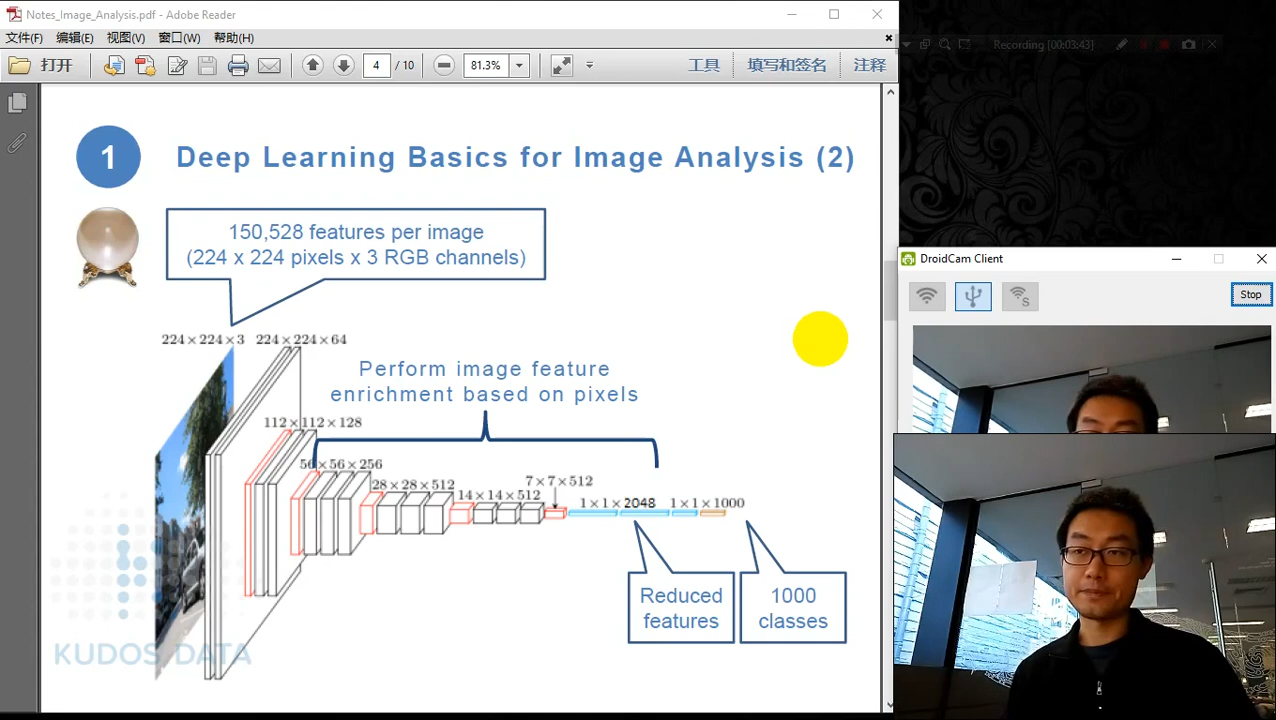 Notes_Image_Analysis.pdf - Adobe Reader
文件(F) 编辑(E) 视图(V) 窗口(W) 帮助(H)
打开 4 / 10 81.3% 工具 填写和签名 注释
Recording [00:03:43]
1 Deep Learning Basics for Image Analysis (2)
150,528 features per image
(224 x 224 pixels x 3 RGB channels)
224×224×3 224×224×64
Perform image feature
enrichment based on pixels
112×112×128
56×56×256
28×28×512
14×14×512
7×7×512
1×1×2048 1×1×1000
Reduced
features
1000
classes
KUDOS DATA
DroidCam Client
S
Stop